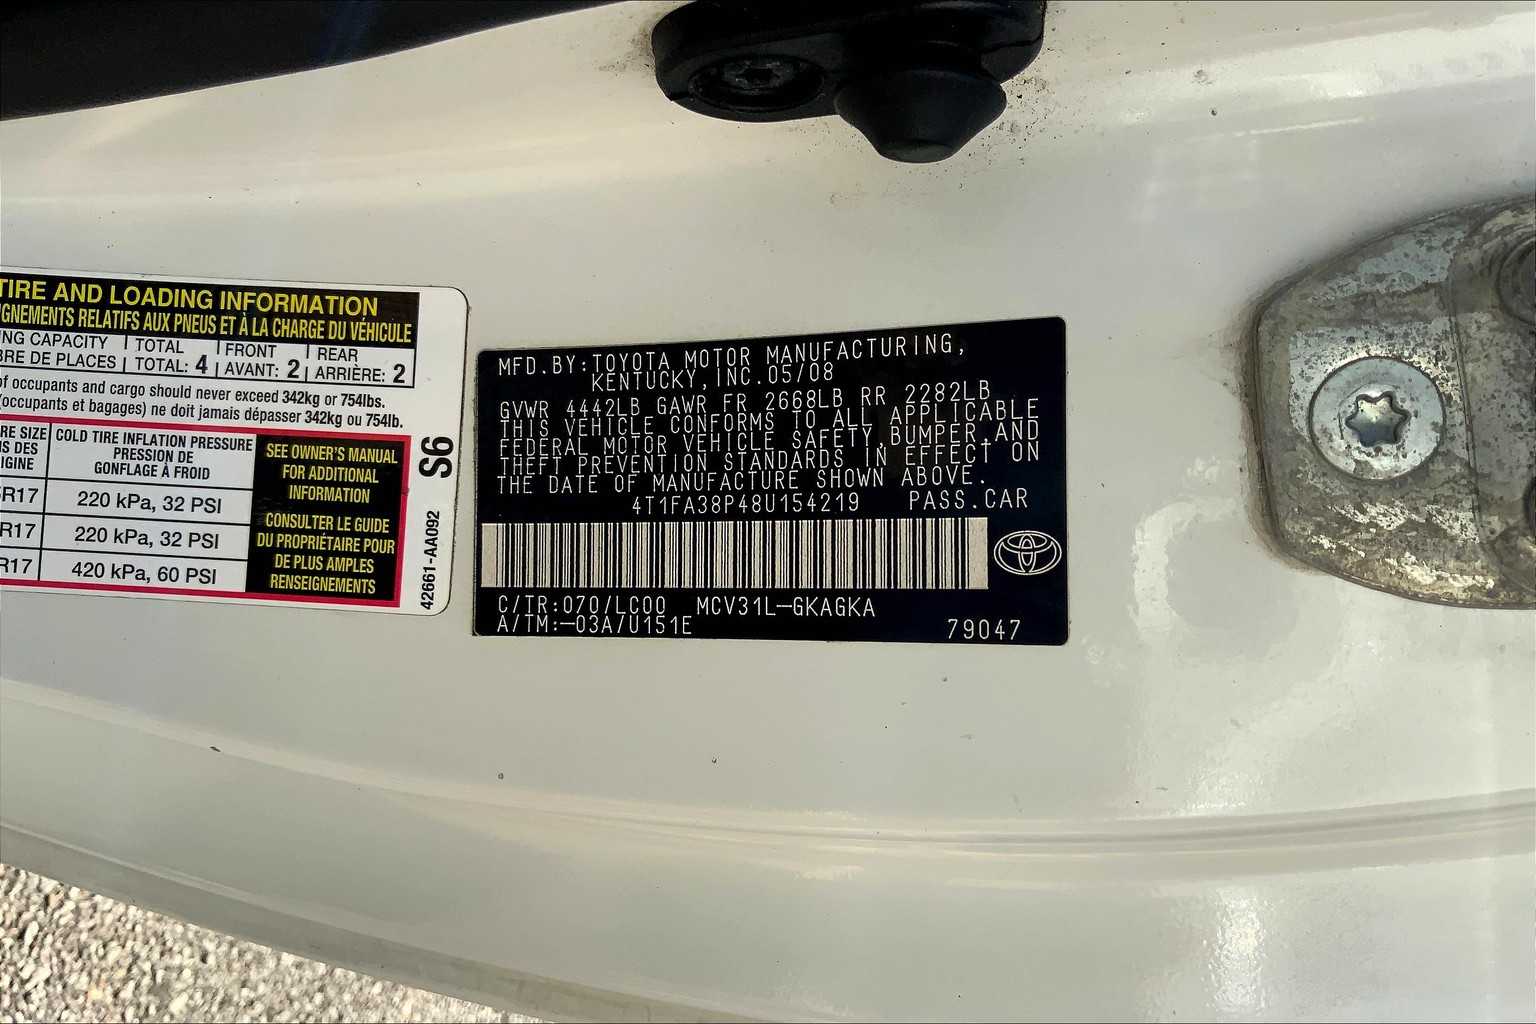 TIRE AND LOADING INFORMATION
RELATIFS AUX PNEUS ET À LA CHARGE DU VÉHICULE
CAPACITY TOTAL FRONT REAR
DE PLACES TOTAL: 4 AVANT: 2 ARRIÈRE: 2
of occupants and cargo should never exceed 342kg or 754lbs.
(occupants et bagages) ne doit jamais dépasser 342kg ou 754lb.
SIZE
DES
COLD TIRE INFLATION PRESSURE
PRESSION DE
GONFLAGE À FROID
R17 220 kPa, 32 PSI
R17 220 kPa, 32 PSI
R17 420 kPa, 60 PSI
SEE OWNER'S MANUAL
FOR ADDITIONAL
INFORMATION
CONSULTER LE GUIDE
DU PROPRIÉTAIRE POUR
DE PLUS AMPLES
RENSEIGNEMENTS
S6
42661-AA092
MFD.BY:TOYOTA MOTOR MANUFACTURING,
KENTUCKY,INC.05/08
GVWR 4442LB GAWR FR 2668LB RR 2282LB
THIS VEHICLE CONFORMS TO ALL APPLICABLE
FEDERAL MOTOR VEHICLE SAFETY,BUMPER,AND
THEFT PREVENTION STANDARDS IN EFFECT ON
THE DATE OF MANUFACTURE SHOWN ABOVE.
4T1FA38P48U154219 PASS.CAR
C/TR:070/LC00 MCV31L-GKAGKA
A/TM:-03A/U151E 79047